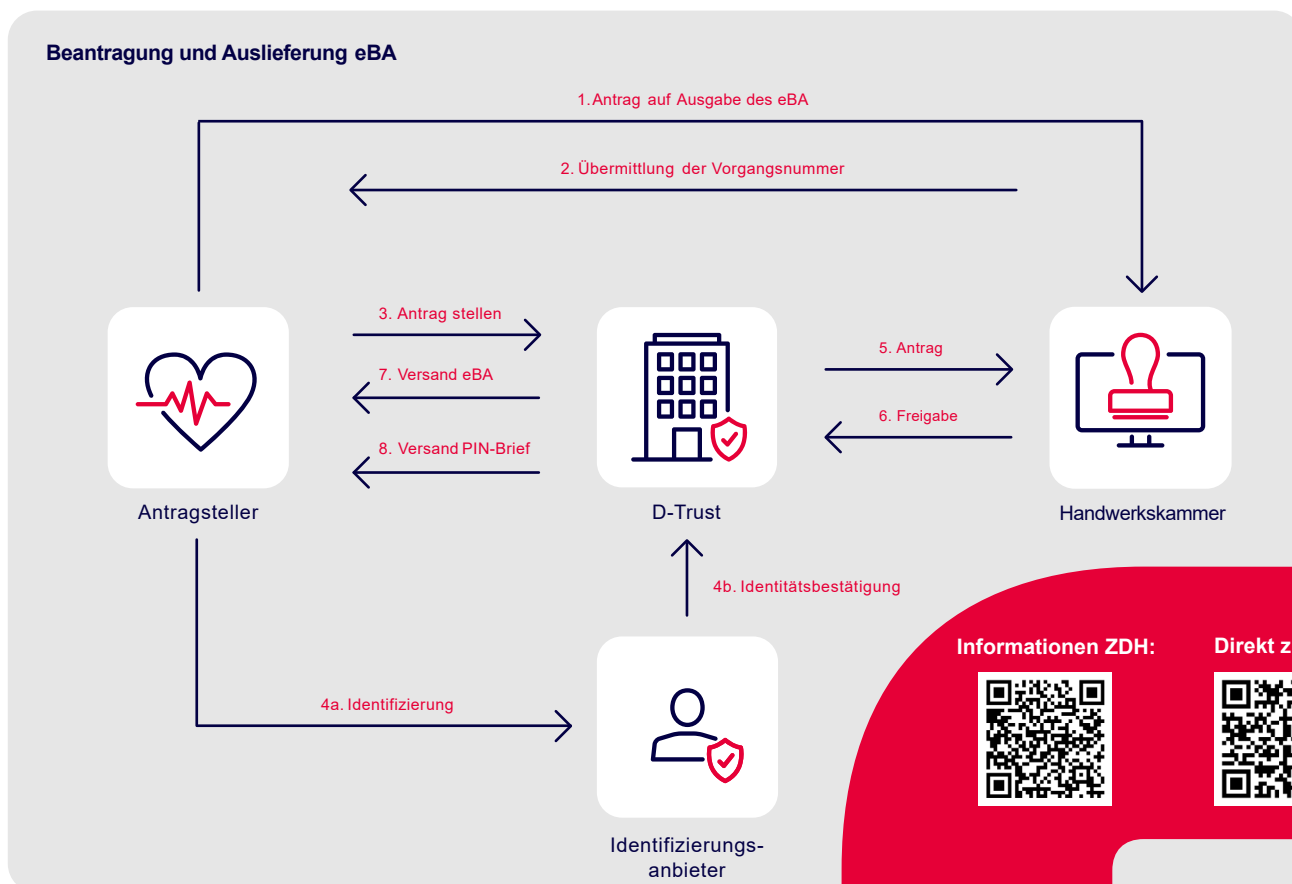 Beantragung und Auslieferung eBA
1. Antrag auf Ausgabe des eBA
2. Übermittlung der Vorgangsnummer
3. Antrag stellen
7. Versand eBA
8. Versand PIN-Brief
5. Antrag
6. Freigabe
Antragsteller
D-Trust
Handwerkskammer
4b. Identitätsbestätigung
4a. Identifizierung
Identifizierungs-
anbieter
Informationen ZDH:
Direkt z